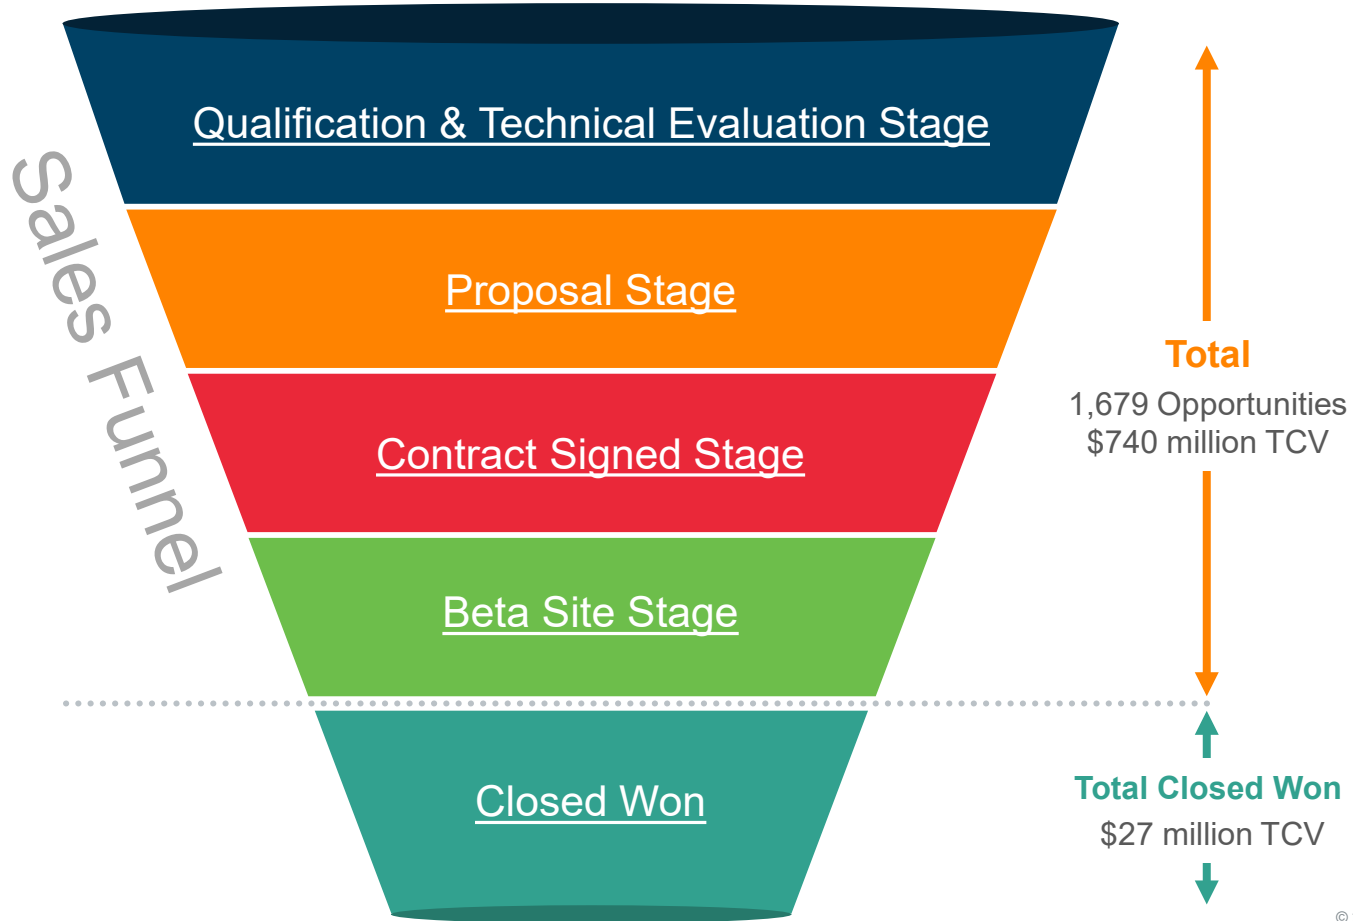 Sales Funnel
Qualification & Technical Evaluation Stage
Proposal Stage
Contract Signed Stage
Beta Site Stage
Closed Won
Total
1,679 Opportunities
$740 million TCV
Total Closed Won
$27 million TCV
©